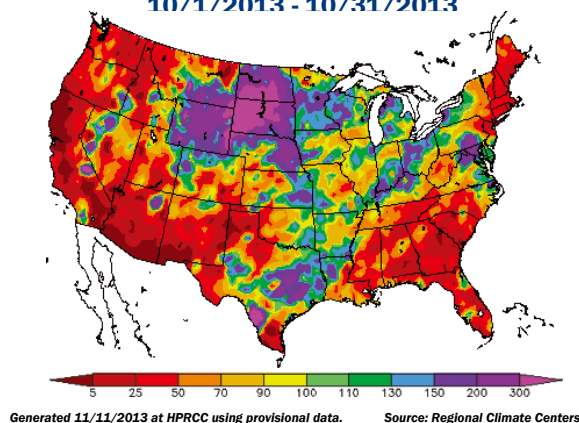 10/1/2013 - 10/31/2013
5 25 50 70 90 100 110 130 150 200 300
Generated 11/11/2013 at HPRCC using provisional data. Source: Regional Climate Centers